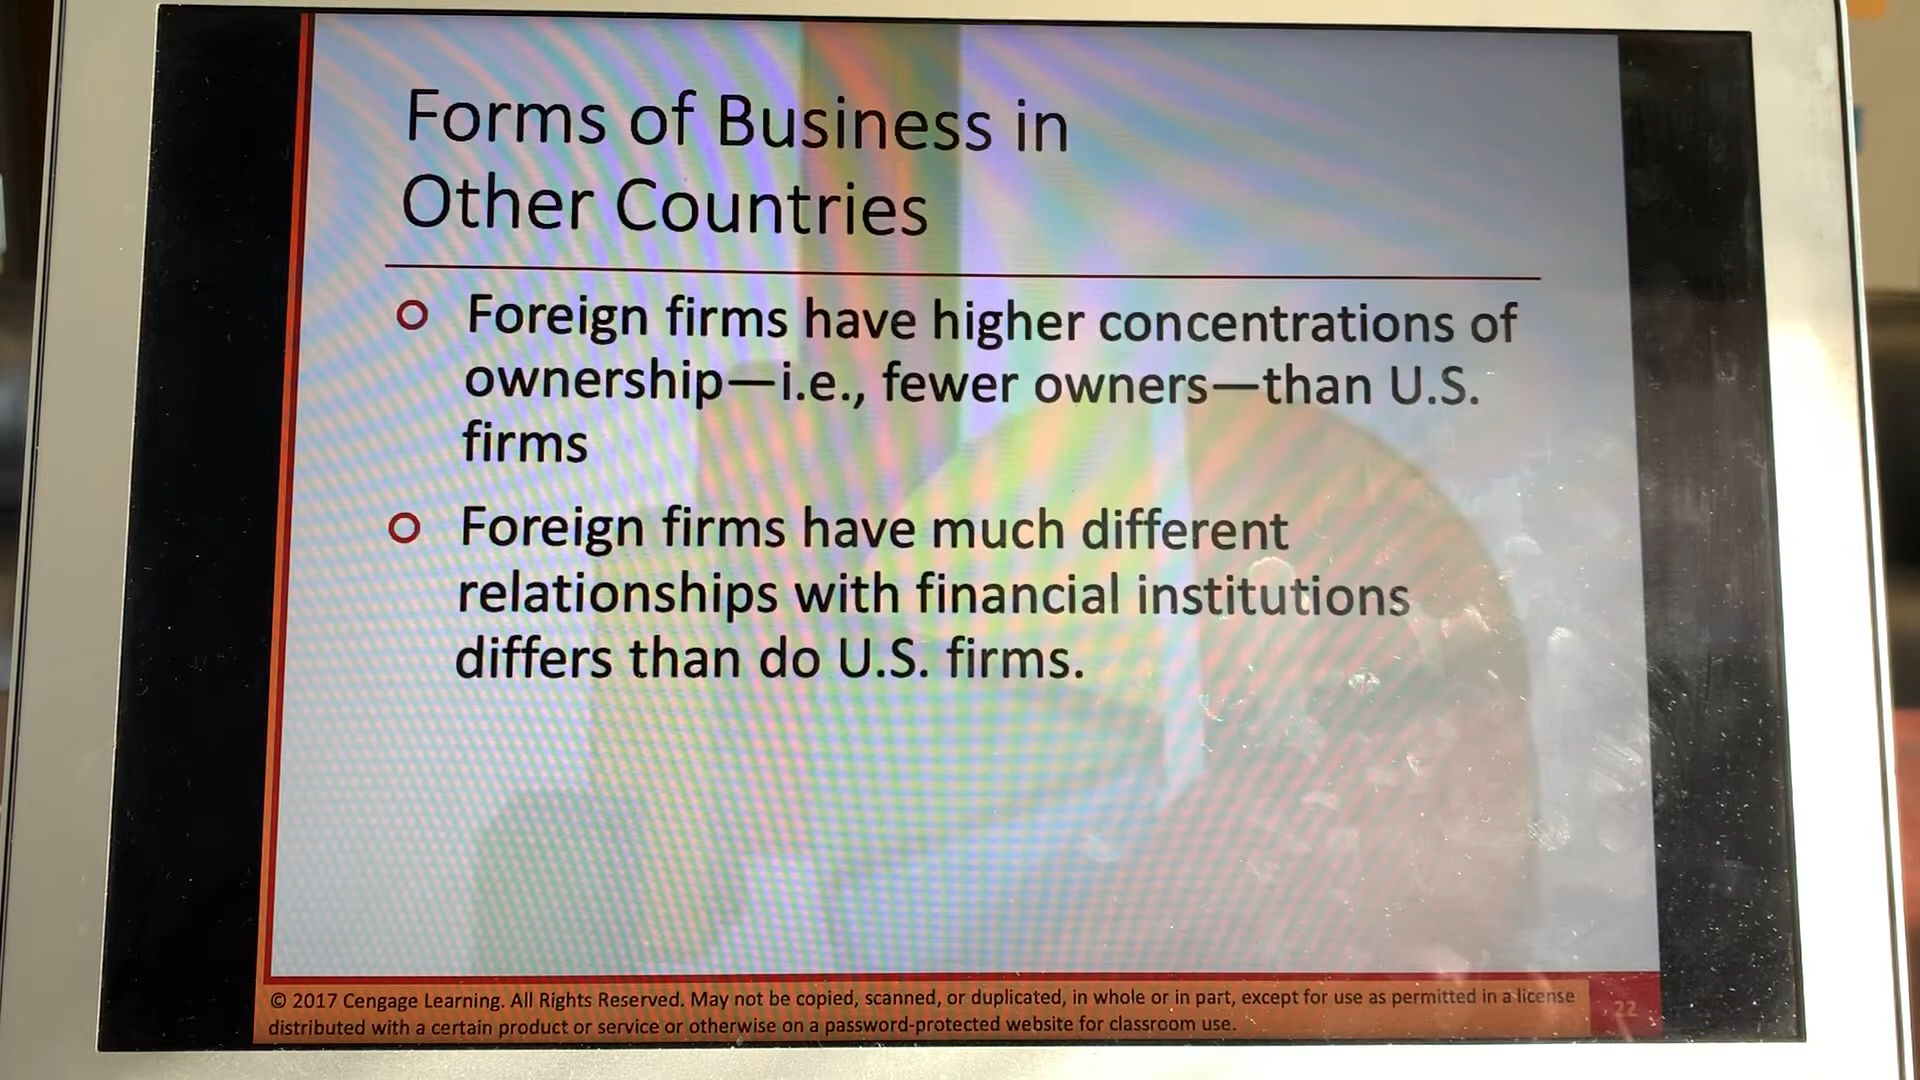 Forms of Business in
Other Countries
Foreign firms have higher concentrations of
ownership—i.e., fewer owners—than U.S.
firms
Foreign firms have much different
relationships with financial institutions
differs than do U.S. firms.
© 2017 Cengage Learning. All Rights Reserved. May not be copied, scanned, or duplicated, in whole or in part, except for use as permitted in a license
distributed with a certain product or service or otherwise on a password-protected website for classroom use.
22